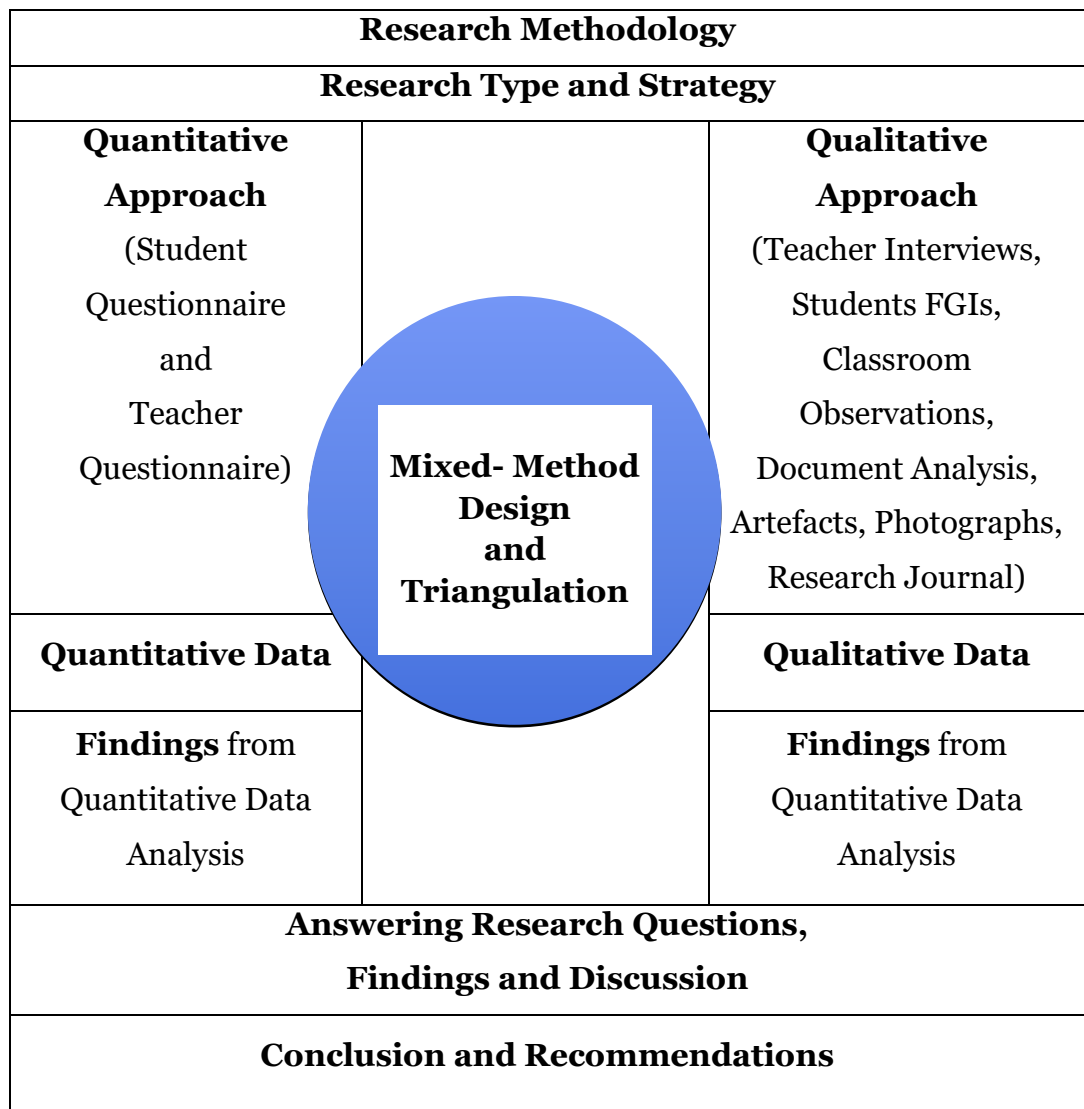 Research Methodology
Research Type and Strategy
Quantitative
Approach
(Student
Questionnaire
and
Teacher
Questionnaire)
Mixed- Method
Design
and
Triangulation
Qualitative
Approach
(Teacher Interviews,
Students FGIs,
Classroom
Observations,
Document Analysis,
Artefacts, Photographs,
Research Journal)
Quantitative Data
Qualitative Data
Findings from
Quantitative Data
Analysis
Findings from
Quantitative Data
Analysis
Answering Research Questions,
Findings and Discussion
Conclusion and Recommendations